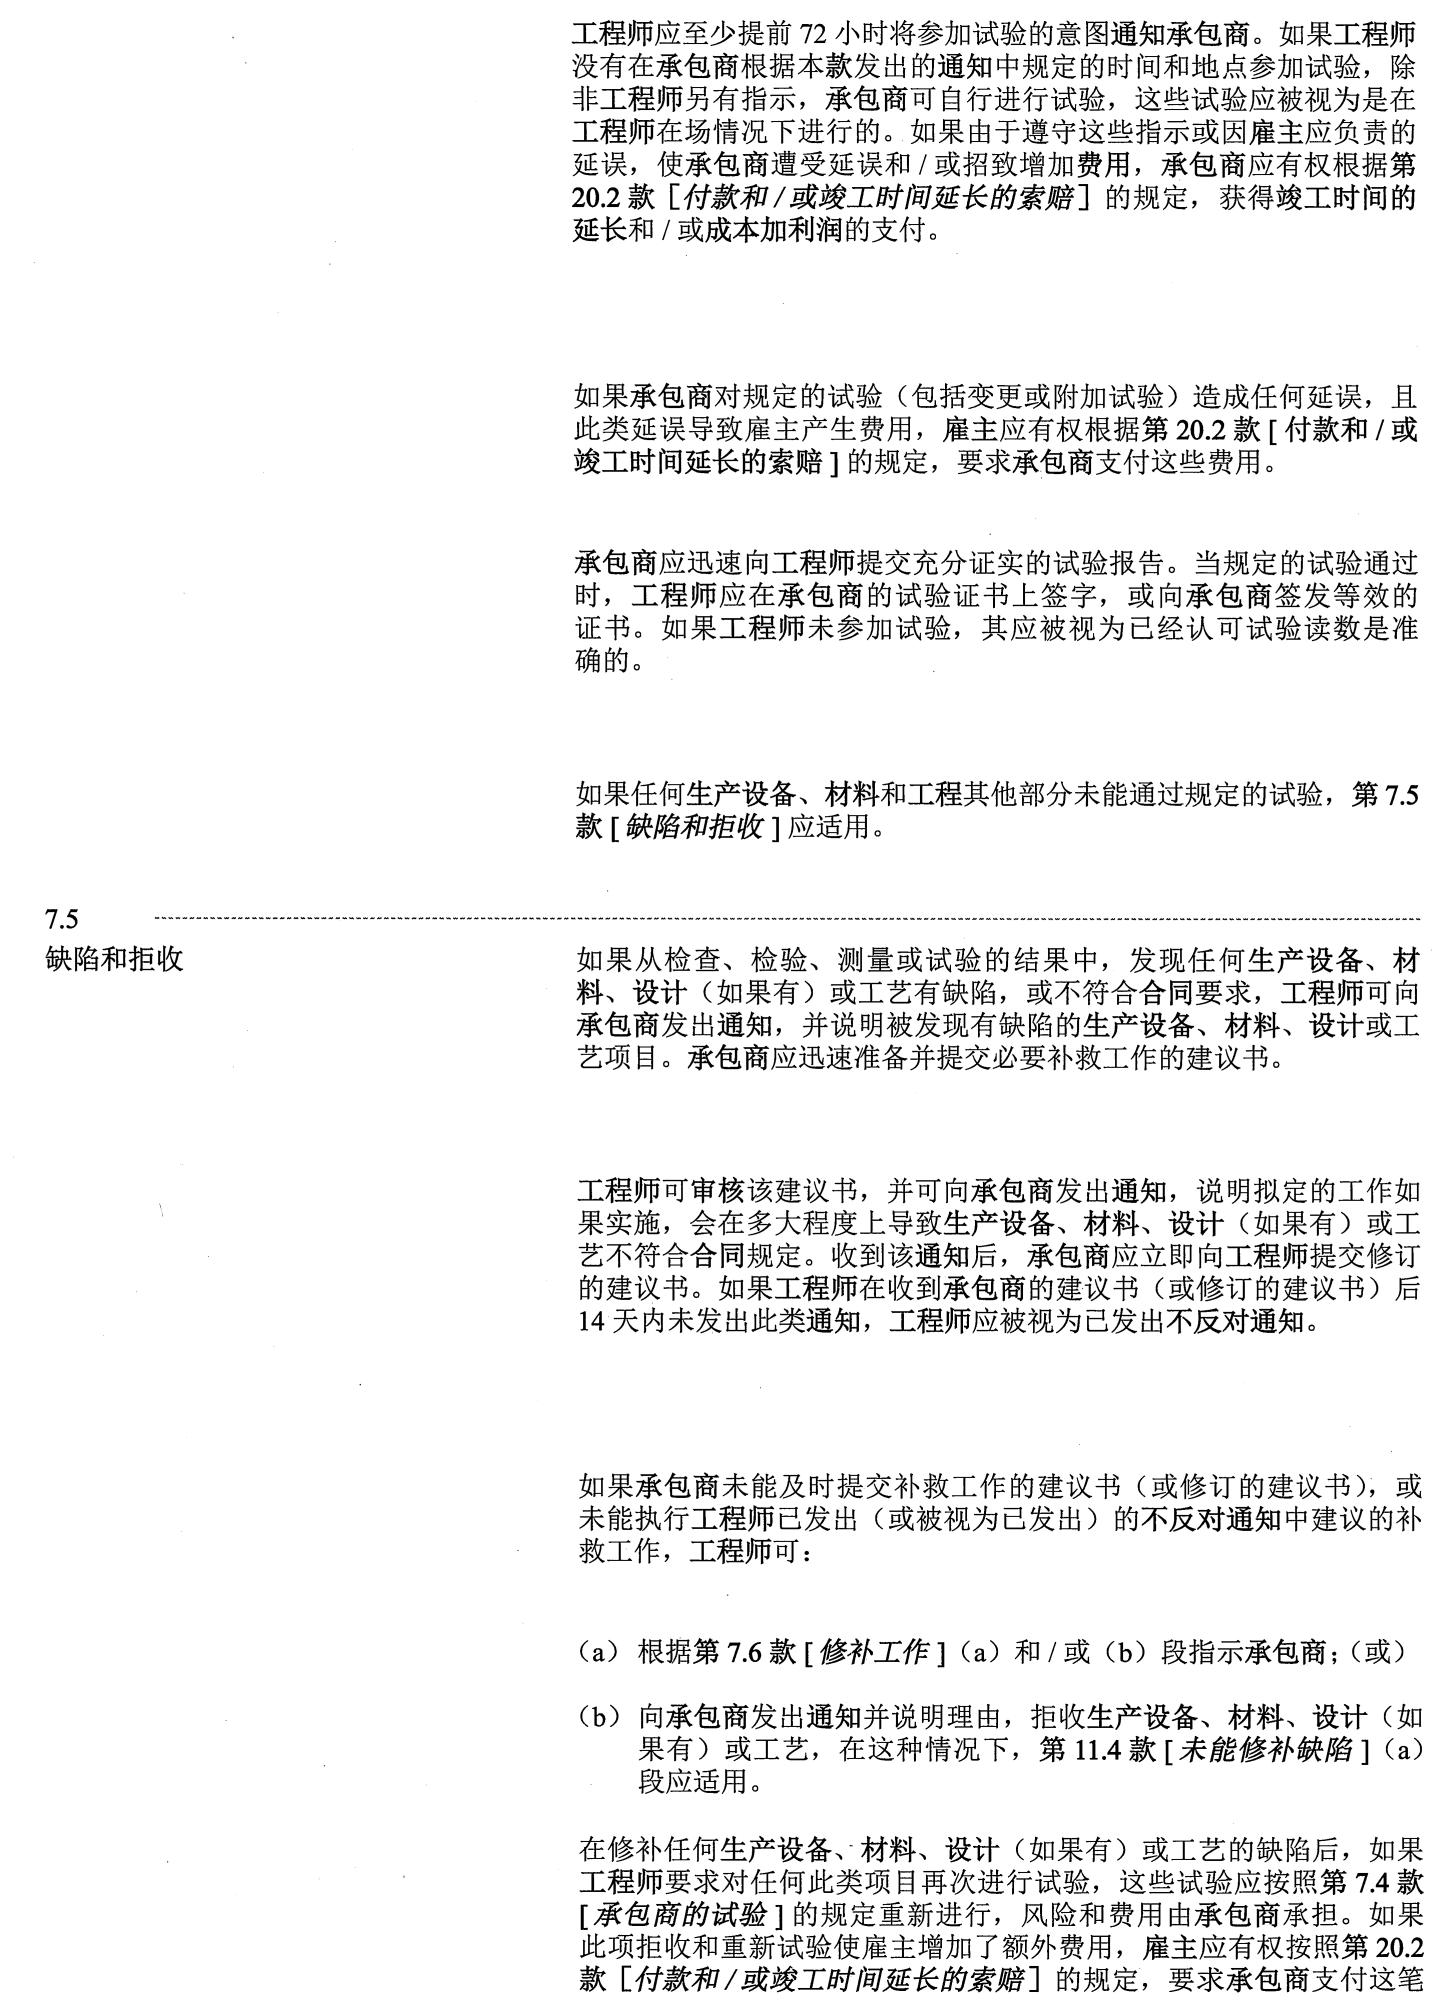 工程师应至少提前 72 小时将参加试验的意图通知承包商。如果工程师
没有在承包商根据本款发出的通知中规定的时间和地点参加试验，除
非工程师另有指示，承包商可自行进行试验，这些试验应被视为是在
工程师在场情况下进行的。如果由于遵守这些指示或因雇主应负责的
延误，使承包商遭受延误和 / 或招致增加费用，承包商应有权根据第
20.2 款［付款和 / 或竣工时间延长的索赔］的规定，获得竣工时间的
延长和 / 或成本加利润的支付。
如果承包商对规定的试验（包括变更或附加试验）造成任何延误，且
此类延误导致雇主产生费用，雇主应有权根据第 20.2 款 [ 付款和 / 或
竣工时间延长的索赔 ] 的规定，要求承包商支付这些费用。
承包商应迅速向工程师提交充分证实的试验报告。当规定的试验通过
时，工程师应在承包商的试验证书上签字，或向承包商签发等效的
证书。如果工程师未参加试验，其应被视为已经认可试验读数是准
确的。
如果任何生产设备、材料和工程其他部分未能通过规定的试验，第 7.5
款 [ 缺陷和拒收 ] 应适用。
7.5
缺陷和拒收
如果从检查、检验、测量或试验的结果中，发现任何生产设备、材
料、设计（如果有）或工艺有缺陷，或不符合合同要求，工程师可向
承包商发出通知，并说明被发现有缺陷的生产设备、材料、设计或工
艺项目。承包商应迅速准备并提交必要补救工作的建议书。
工程师可审核该建议书，并可向承包商发出通知，说明拟定的工作如
果实施，会在多大程度上导致生产设备、材料、设计（如果有）或工
艺不符合合同规定。收到该通知后，承包商应立即向工程师提交修订
的建议书。如果工程师在收到承包商的建议书（或修订的建议书）后
14 天内未发出此类通知，工程师应被视为已发出不反对通知。
如果承包商未能及时提交补救工作的建议书（或修订的建议书），或
未能执行工程师已发出（或被视为已发出）的不反对通知中建议的补
救工作，工程师可：
（a） 根据第 7.6 款 [ 修补工作 ]（a）和 / 或（b）段指示承包商；（或）
（b） 向承包商发出通知并说明理由，拒收生产设备、材料、设计（如
果有）或工艺，在这种情况下，第 11.4 款 [ 未能修补缺陷 ]（a）
段应适用。
在修补任何生产设备、材料、设计（如果有）或工艺的缺陷后，如果
工程师要求对任何此类项目再次进行试验，这些试验应按照第 7.4 款
[ 承包商的试验 ] 的规定重新进行，风险和费用由承包商承担。如果
此项拒收和重新试验使雇主增加了额外费用，雇主应有权按照第 20.2
款［付款和 / 或竣工时间延长的索赔］的规定，要求承包商支付这笔